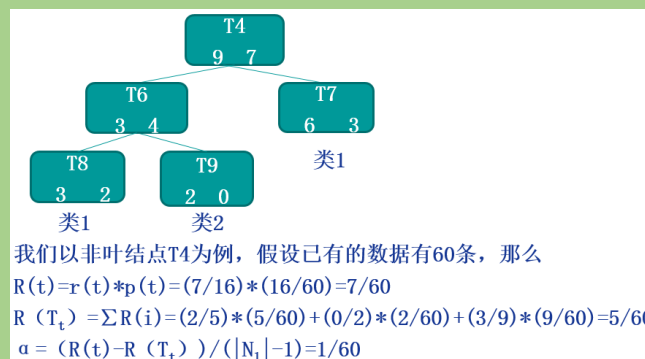 T4
9 7
T6
3 4
T7
6 3
T8
3 2
T9
2 0
类1
类1
类2
我们以非叶结点T4为例，假设已有的数据有60条，那么
R(t)=r(t)*p(t)=(7/16)*(16/60)=7/60
R（Tt）=∑R(i)=(2/5)*(5/60)+(0/2)*(2/60)+(3/9)*(9/60)=5/60
α=（R(t)-R（Tt））/(|Nl|-1)=1/60